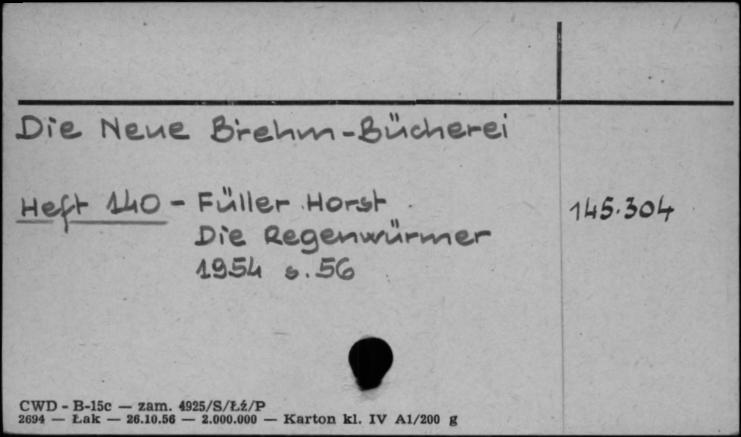 Die Neue Brehm-Bücherei
Heft 140 - Füller Horst
145.304
Die Regenwürmer
1954 s. 56
CWD - B-15c — zam. 4925/S/Łź/P
2694 — Łak — 26.10.56 — 2.000.000 — Karton kl. IV A1/200 g